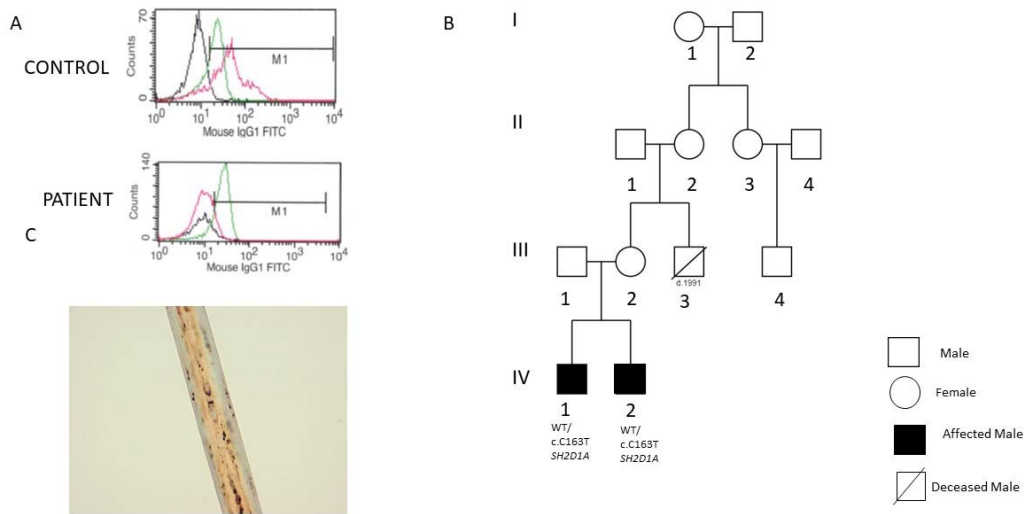 A
CONTROL
70
Counts
0
M1
10^0 10^1 10^2 10^3 10^4
Mouse IgG1 FITC
PATIENT
140
Counts
0
M1
10^0 10^1 10^2 10^3 10^4
Mouse IgG1 FITC
C
B
I
1 2
II
1 2 3 4
III
d.1991
1 2 3 4
IV
1 2
WT/ WT/
c.C163T c.C163T
SH2D1A SH2D1A
Male
Female
Affected Male
Deceased Male